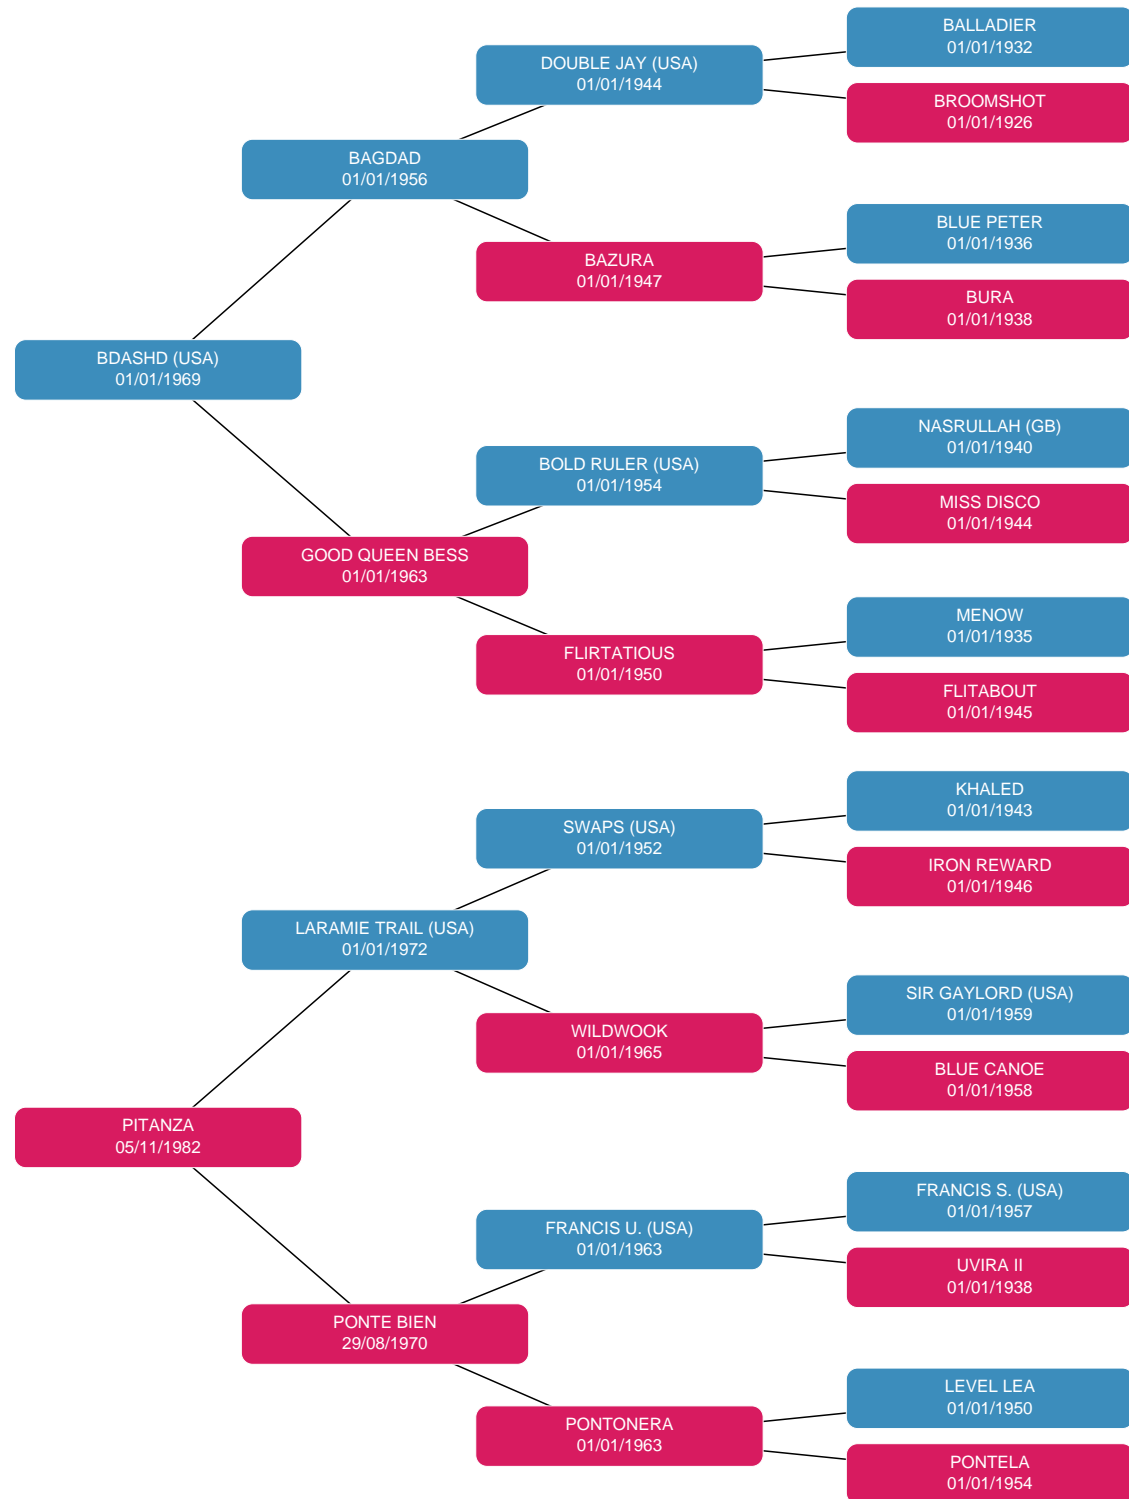 BALLADIER
01/01/1932
DOUBLE JAY (USA)
01/01/1944
BROOMSHOT
01/01/1926
BAGDAD
01/01/1956
BLUE PETER
01/01/1936
BAZURA
01/01/1947
BURA
01/01/1938
BDASHD (USA)
01/01/1969
NASRULLAH (GB)
01/01/1940
BOLD RULER (USA)
01/01/1954
MISS DISCO
01/01/1944
GOOD QUEEN BESS
01/01/1963
MENOW
01/01/1935
FLIRTATIOUS
01/01/1950
FLITABOUT
01/01/1945
KHALED
01/01/1943
SWAPS (USA)
01/01/1952
IRON REWARD
01/01/1946
LARAMIE TRAIL (USA)
01/01/1972
SIR GAYLORD (USA)
01/01/1959
WILDWOOK
01/01/1965
BLUE CANOE
01/01/1958
PITANZA
05/11/1982
FRANCIS S. (USA)
01/01/1957
FRANCIS U. (USA)
01/01/1963
UVIRA II
01/01/1938
PONTE BIEN
29/08/1970
LEVEL LEA
01/01/1950
PONTONERA
01/01/1963
PONTELA
01/01/1954